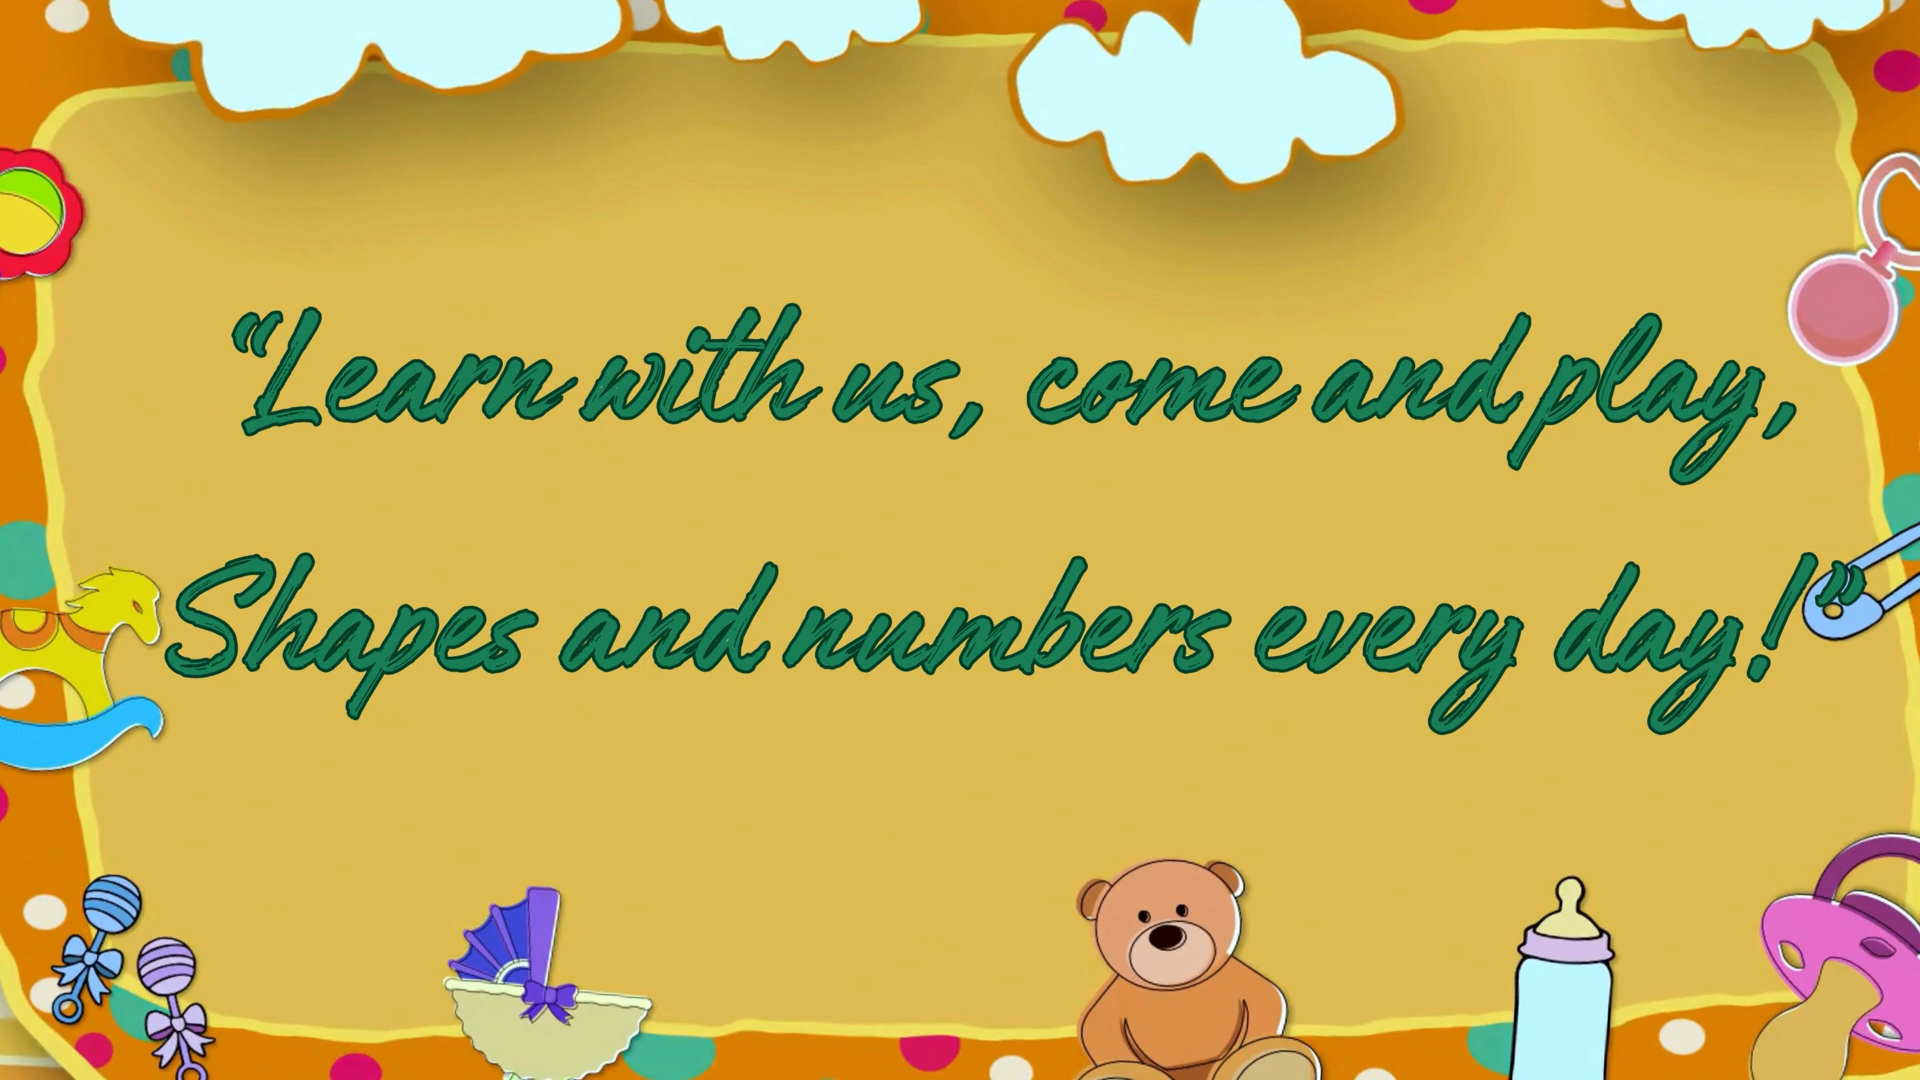 “Learn with us, come and play,
Shapes and numbers every day!”